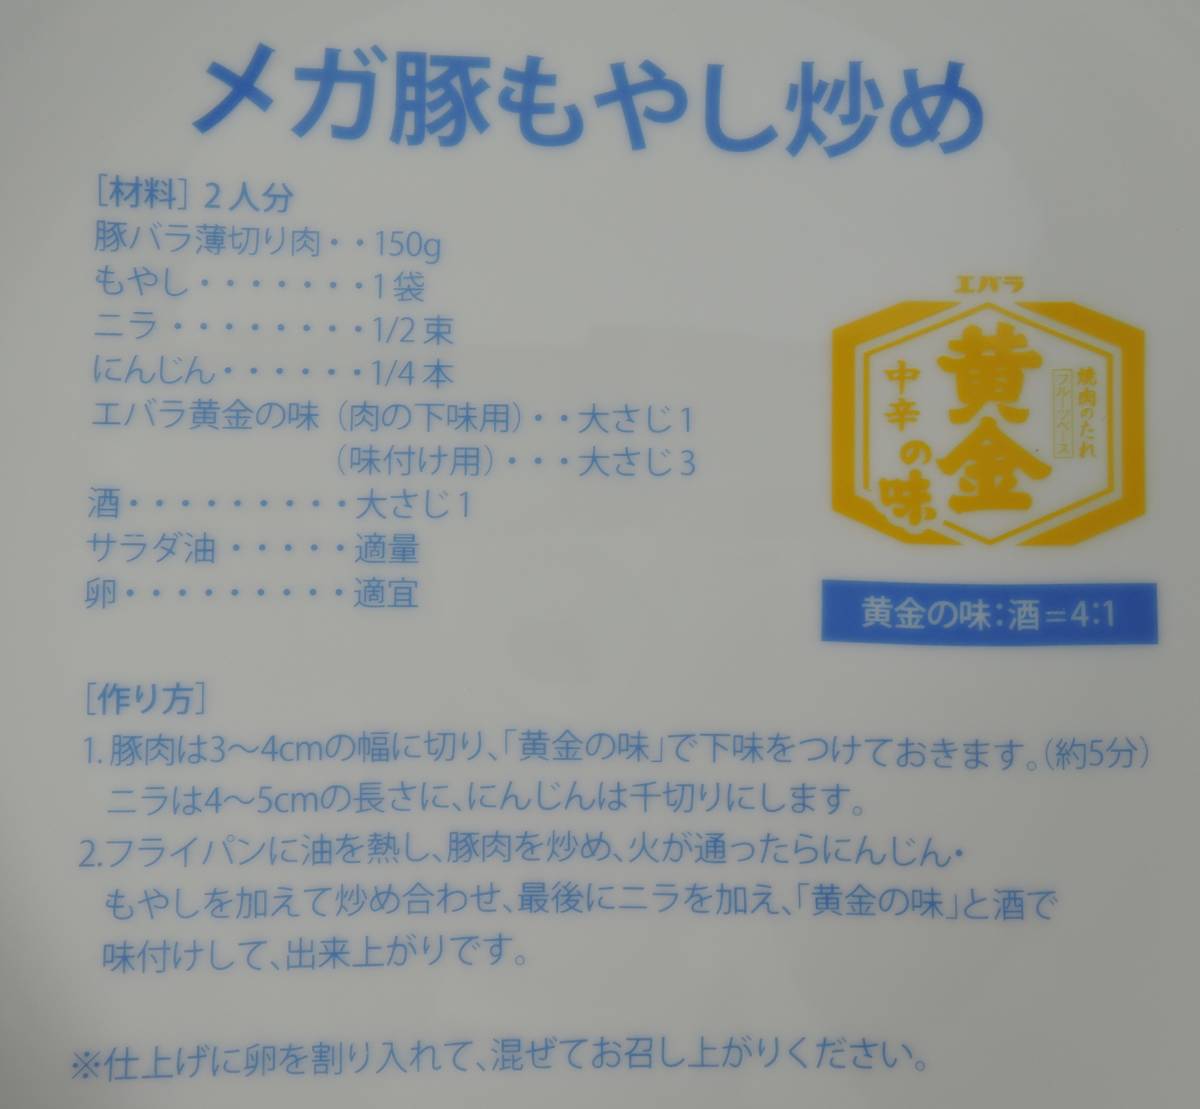 メガ豚もやし炒め
［材料］2人分
豚バラ薄切り肉・・150g
もやし・・・・・・・1袋
ニラ・・・・・・・・1/2束
にんじん・・・・・・1/4本
エバラ黄金の味（肉の下味用）・・大さじ1
（味付け用）・・・大さじ3
酒・・・・・・・・・大さじ1
サラダ油・・・・・適量
卵・・・・・・・・・適宜
エバラ
焼肉のたれ
フルーツベース
黄金
の味
中辛
黄金の味：酒＝4：1
［作り方］
1. 豚肉は3～4cmの幅に切り、「黄金の味」で下味をつけておきます。（約5分）
ニラは4～5cmの長さに、にんじんは千切りにします。
2.フライパンに油を熱し、豚肉を炒め、火が通ったらにんじん・
もやしを加えて炒め合わせ、最後にニラを加え、「黄金の味」と酒で
味付けして、出来上がりです。
※仕上げに卵を割り入れて、混ぜてお召し上がりください。